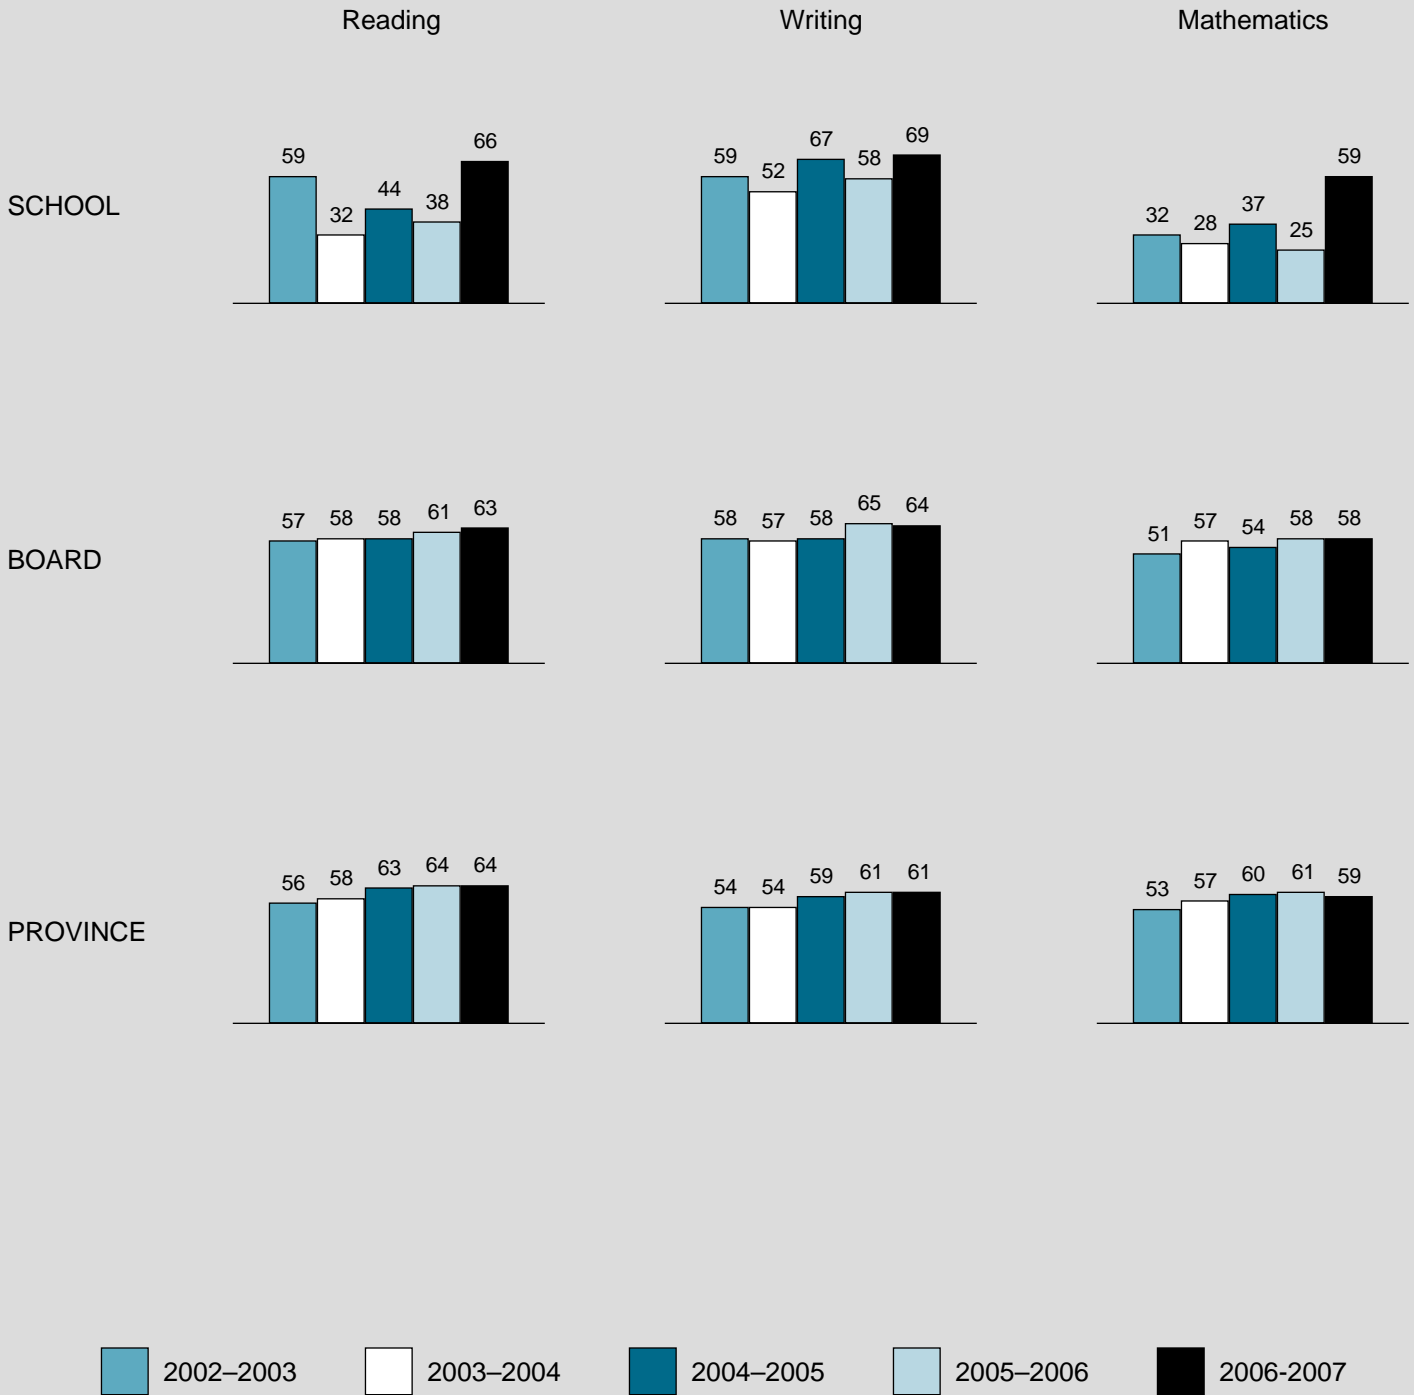 Reading Writing Mathematics
SCHOOL
59 32 44 38 66
59 52 67 58 69
32 28 37 25 59
BOARD
57 58 58 61 63
58 57 58 65 64
51 57 54 58 58
PROVINCE
56 58 63 64 64
54 54 59 61 61
53 57 60 61 59
2002–2003 2003–2004 2004–2005 2005–2006 2006-2007